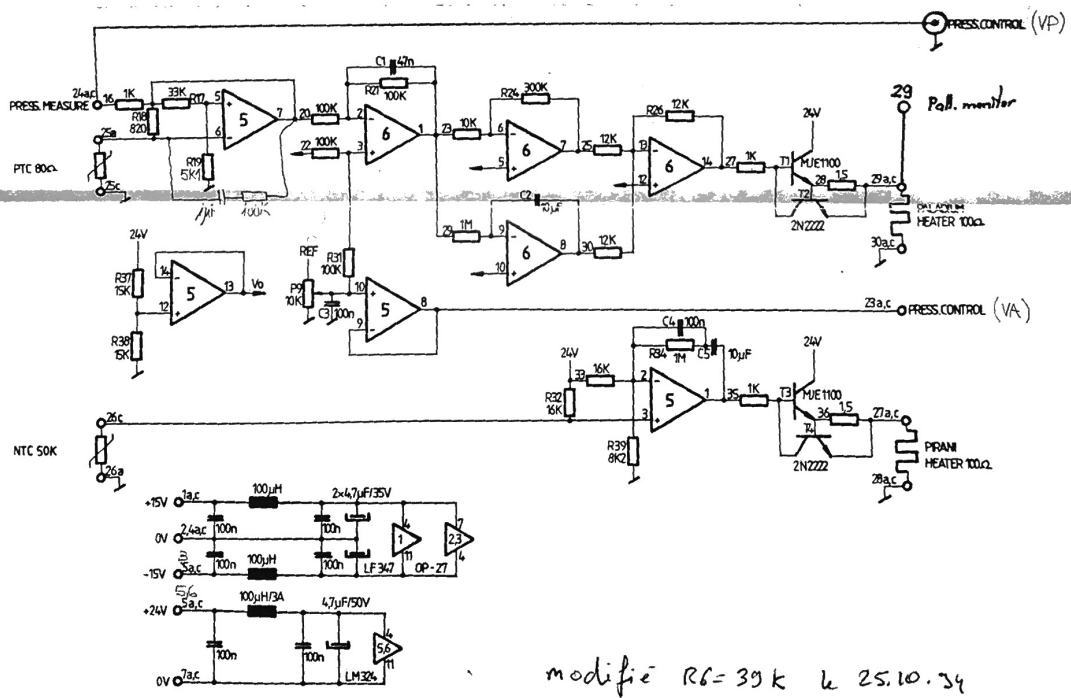 PRESS.CONTROL (VP)
24a,c
16
1K
33K
R17
R18
820
PRESS. MEASURE
25a
PTC 80Ω
25c
R19
5K1
1µF
100K
5
6
5
7
20
100K
22
100K
C1
47n
R21
100K
2
3
6
1
23
10K
R24
300K
6
5
6
7
25
12K
R26
12K
13
12
6
14
27
1K
T1
24V
MJE1100
28
1,5
T2
2N2222
29a,c
29
Pall. monitor
PALADIUM
HEATER 100Ω
30a,c
29
1M
C2
10µF
9
10
6
8
30
12K
24V
R37
15K
R38
15K
14
12
5
13
Vo
REF
P9
10K
C3
100n
R31
100K
10
9
5
8
23a,c
PRESS.CONTROL (VA)
24V
33
16K
R32
16K
C4
100n
R34
1M
C5
10µF
2
3
5
1
35
1K
T3
24V
MJE1100
36
1,5
T4
2N2222
27a,c
PIRANI
HEATER 100Ω
28a,c
R39
8K2
26c
NTC 50K
26a
+15V
1a,c
100µH
2x4,7µF/35V
100n
100n
0V
2,4a,c
100n
100n
-15V
5a,c
100µH
4
1
11
LF347
7
2,3
4
OP-27
5/6
+24V
5a,c
100µH/3A
4,7µF/50V
100n
100n
4
5,6
11
LM324
0V
7a,c
modifié R6=39K le 25.10.94